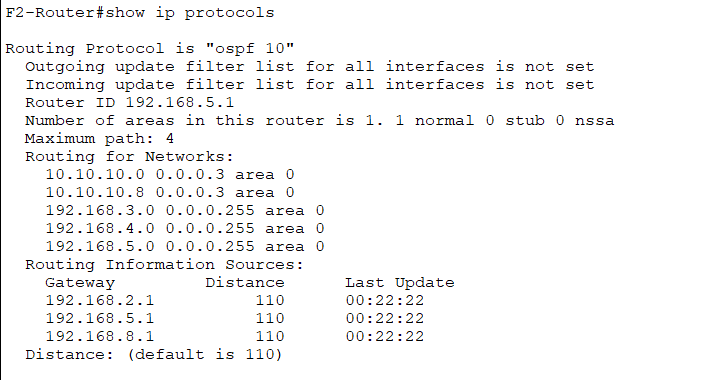 F2-Router#show ip protocols
Routing Protocol is "ospf 10"
Outgoing update filter list for all interfaces is not set
Incoming update filter list for all interfaces is not set
Router ID 192.168.5.1
Number of areas in this router is 1. 1 normal 0 stub 0 nssa
Maximum path: 4
Routing for Networks:
10.10.10.0 0.0.0.3 area 0
10.10.10.8 0.0.0.3 area 0
192.168.3.0 0.0.0.255 area 0
192.168.4.0 0.0.0.255 area 0
192.168.5.0 0.0.0.255 area 0
Routing Information Sources:
Gateway Distance Last Update
192.168.2.1 110 00:22:22
192.168.5.1 110 00:22:22
192.168.8.1 110 00:22:22
Distance: (default is 110)